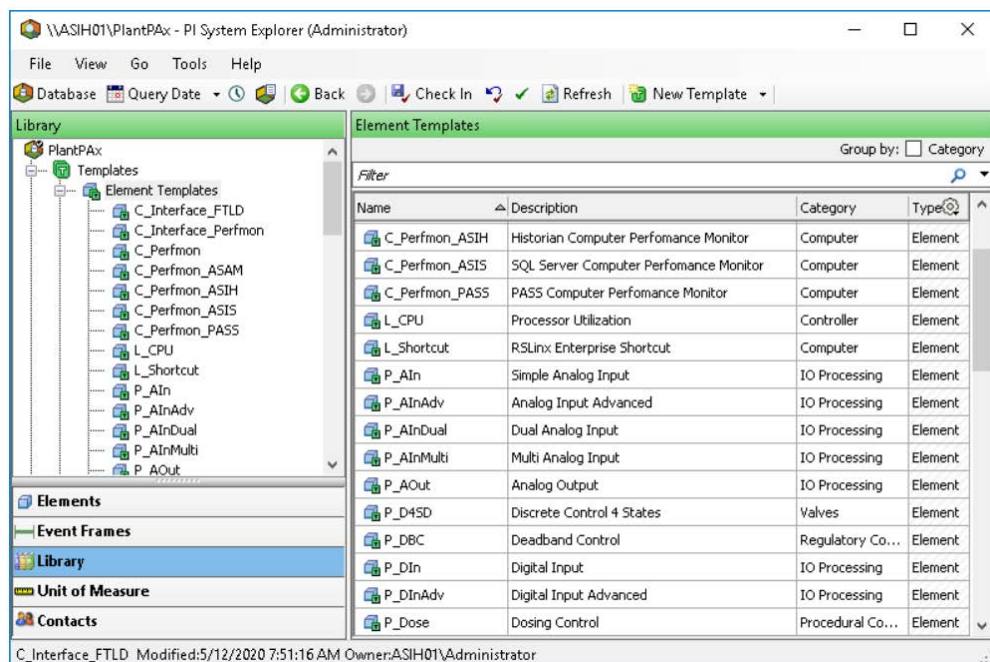 \\ASIH01\PlantPAx - PI System Explorer (Administrator)
File View Go Tools Help
Database Query Date Back Check In Refresh New Template
Library
PlantPAx
Templates
Element Templates
C_Interface_FTLD
C_Interface_Perfmon
C_Perfmon
C_Perfmon_ASAM
C_Perfmon_ASIH
C_Perfmon_ASIS
C_Perfmon_PASS
L_CPU
L_Shortcut
P_AIn
P_AInAdv
P_AInDual
P_AInMulti
P_AOut
Elements
Event Frames
Library
Unit of Measure
Contacts
Element Templates
Group by: Category
Filter
Name Description Category Type
C_Perfmon_ASIH Historian Computer Perfomance Monitor Computer Element
C_Perfmon_ASIS SQL Server Computer Perfomance Monitor Computer Element
C_Perfmon_PASS PASS Computer Perfomance Monitor Computer Element
L_CPU Processor Utilization Controller Element
L_Shortcut RSLinx Enterprise Shortcut Computer Element
P_AIn Simple Analog Input IO Processing Element
P_AInAdv Analog Input Advanced IO Processing Element
P_AInDual Dual Analog Input IO Processing Element
P_AInMulti Multi Analog Input IO Processing Element
P_AOut Analog Output IO Processing Element
P_D4SD Discrete Control 4 States Valves Element
P_DBC Deadband Control Regulatory Co... Element
P_DIn Digital Input IO Processing Element
P_DInAdv Digital Input Advanced IO Processing Element
P_Dose Dosing Control Procedural Co... Element
C_Interface_FTLD Modified:5/12/2020 7:51:16 AM Owner:ASIH01\Administrator